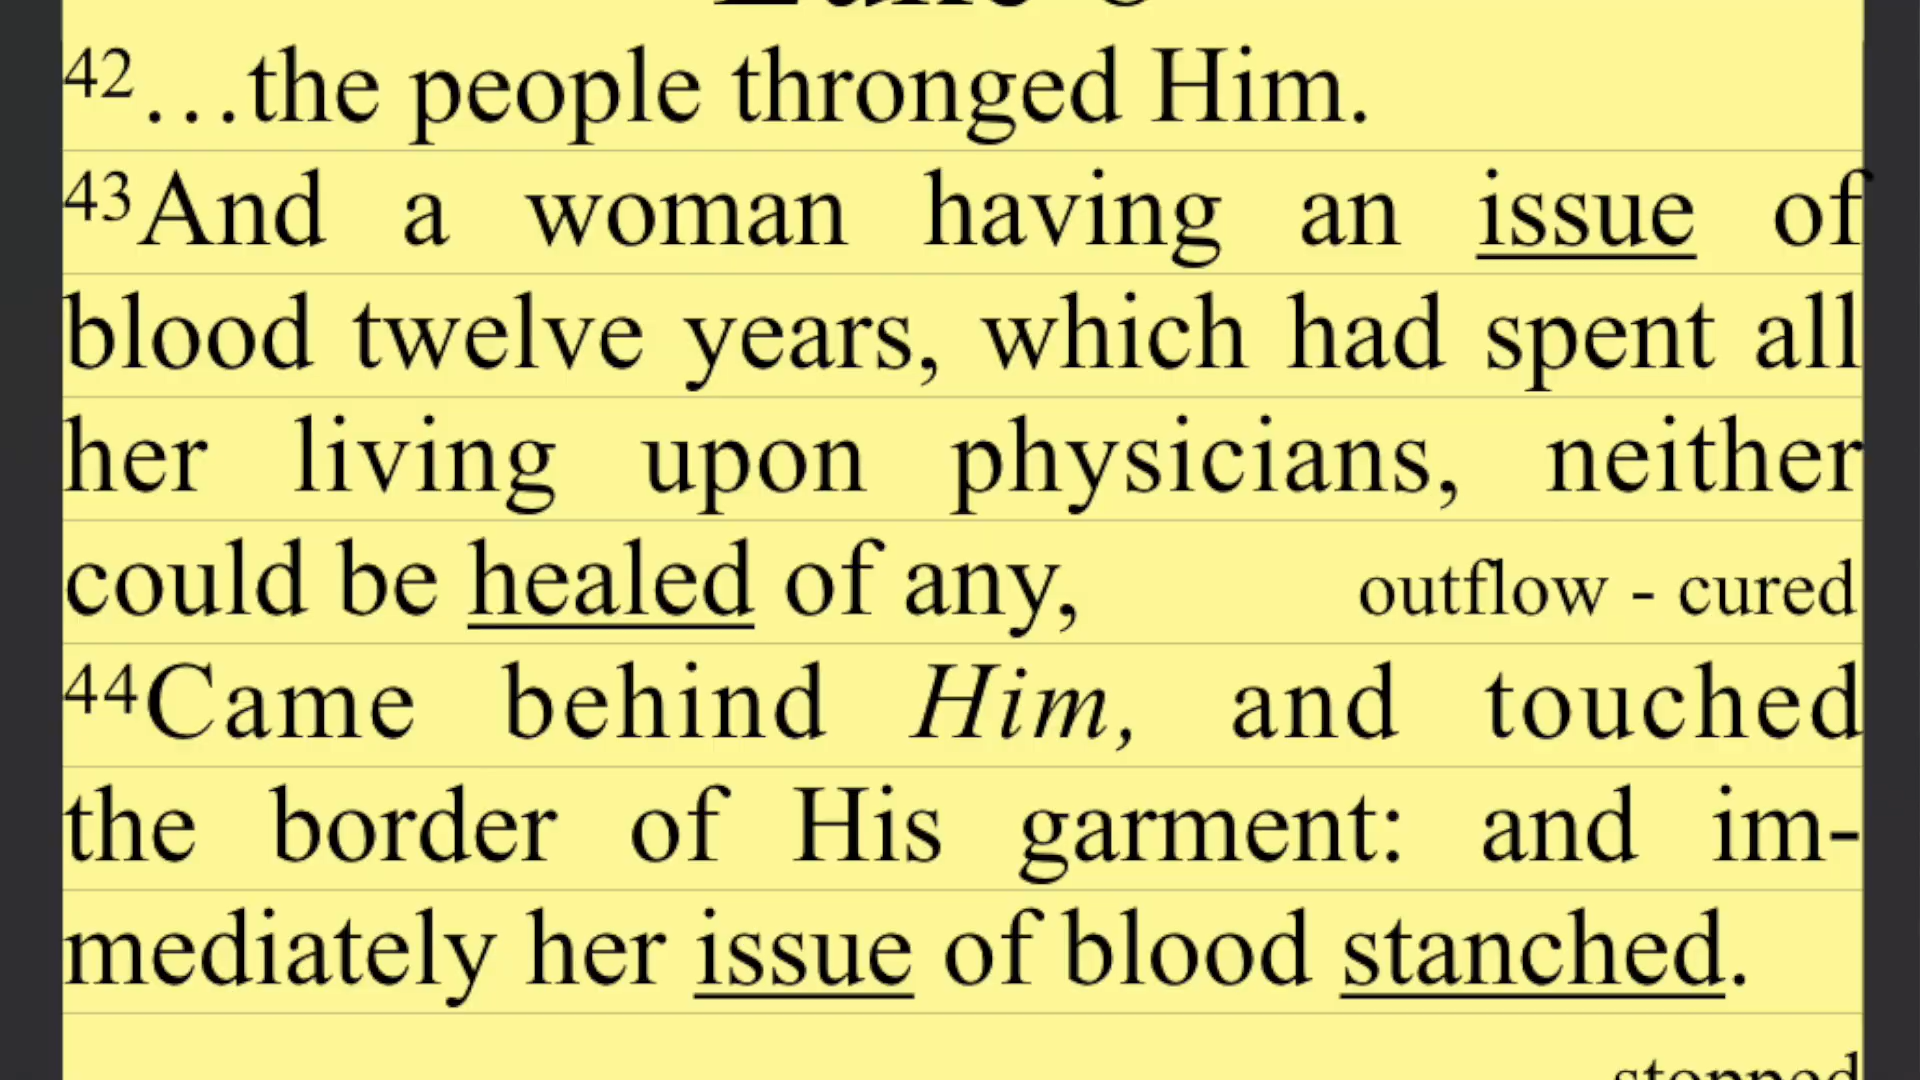 42…the people thronged Him.
43And a woman having an issue of
blood twelve years, which had spent all
her living upon physicians, neither
could be healed of any, outflow - cured
44Came behind Him, and touched
the border of His garment: and im-
mediately her issue of blood stanched.
stopped